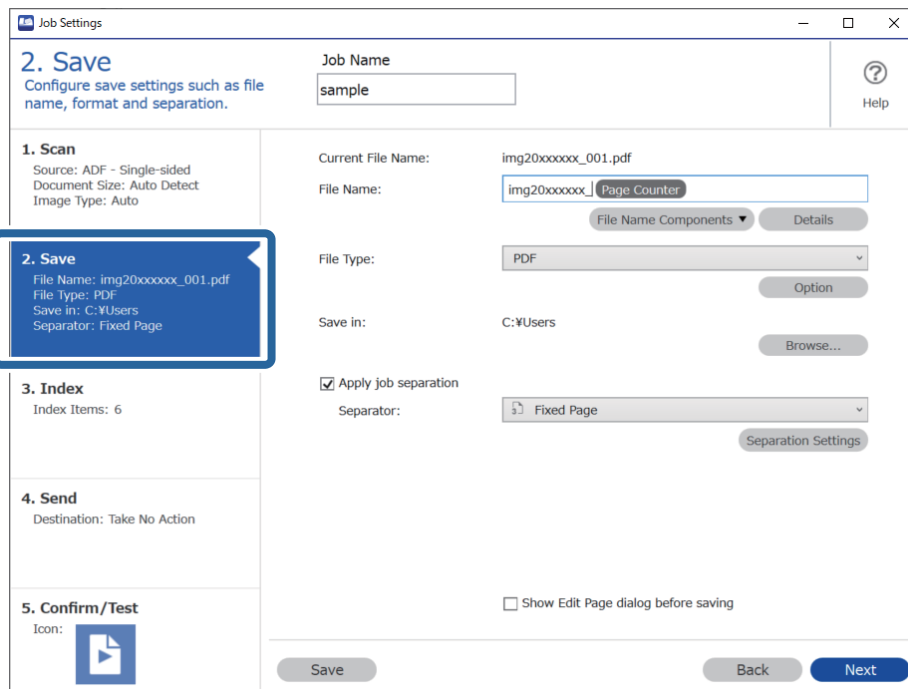 Job Settings
2. Save
Configure save settings such as file
name, format and separation.
Job Name
sample
Help
1. Scan
Source: ADF - Single-sided
Document Size: Auto Detect
Image Type: Auto
2. Save
File Name: img20xxxxxx_001.pdf
File Type: PDF
Save in: C:¥Users
Separator: Fixed Page
3. Index
Index Items: 6
4. Send
Destination: Take No Action
5. Confirm/Test
Icon:
Current File Name: img20xxxxxx_001.pdf
File Name: img20xxxxxx_ Page Counter
File Name Components ▼ Details
File Type: PDF
Option
Save in: C:¥Users
Browse...
Apply job separation
Separator: Fixed Page
Separation Settings
Show Edit Page dialog before saving
Save Back Next